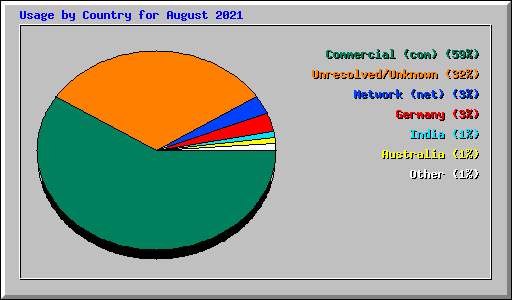 Usage by Country for August 2021
Commercial (com) (59%)
Unresolved/Unknown (32%)
Network (net) (3%)
Germany (3%)
India (1%)
Australia (1%)
Other (1%)